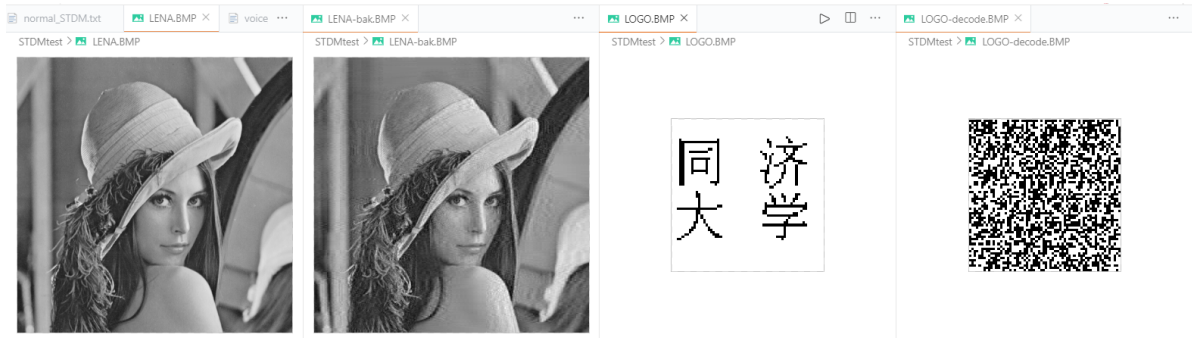 normal_STDM.txt
LENA.BMP
voice
LENA-bak.BMP
LOGO.BMP
LOGO-decode.BMP
STDMtest > LENA.BMP
STDMtest > LENA-bak.BMP
STDMtest > LOGO.BMP
STDMtest > LOGO-decode.BMP
同 济
大 学